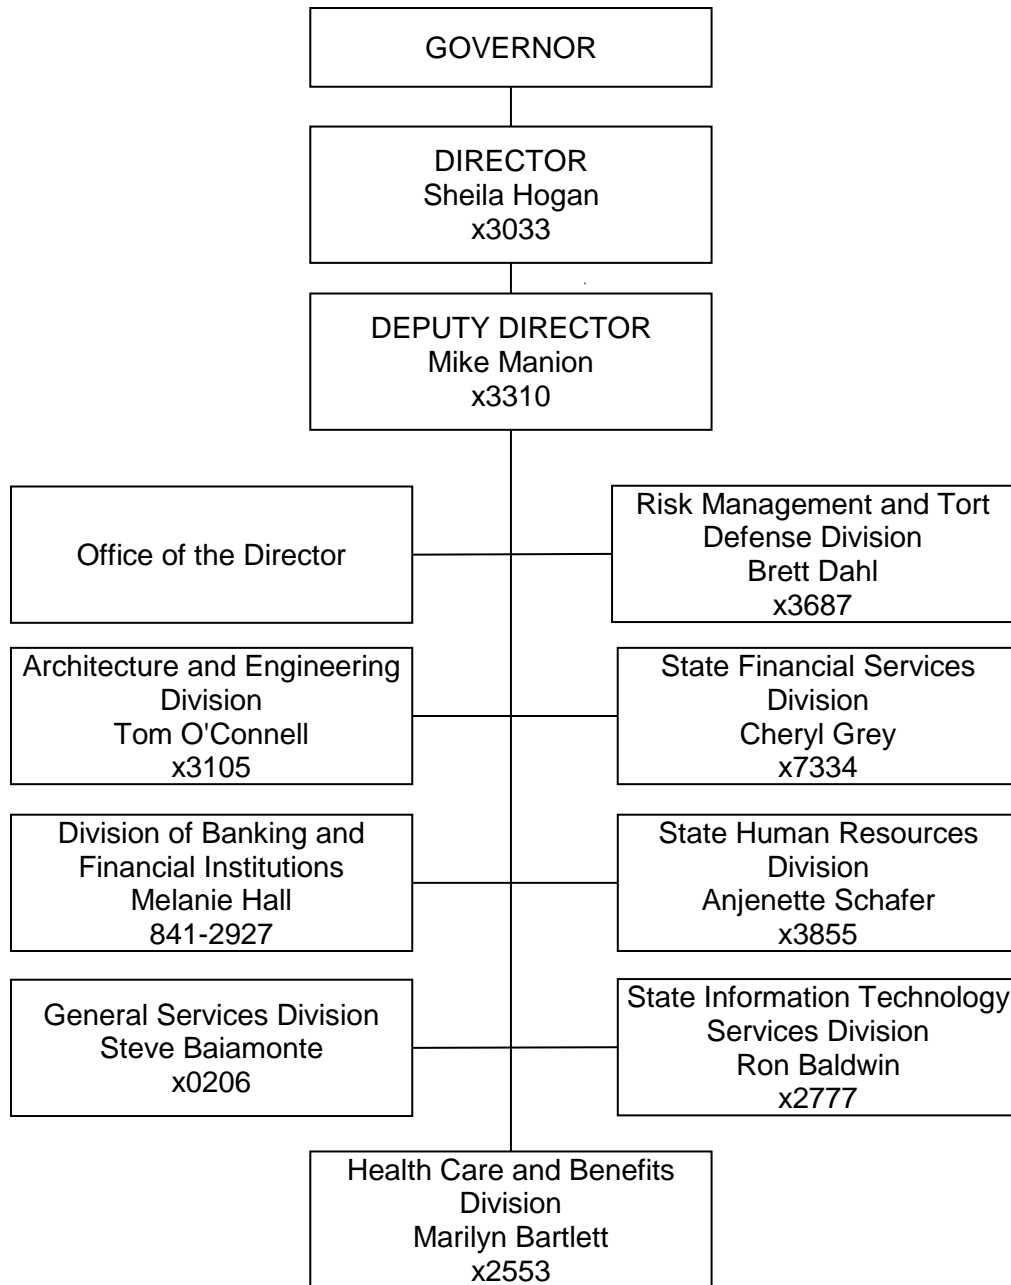 GOVERNOR
DIRECTOR
Sheila Hogan
x3033
DEPUTY DIRECTOR
Mike Manion
x3310
Office of the Director
Risk Management and Tort
Defense Division
Brett Dahl
x3687
Architecture and Engineering
Division
Tom O'Connell
x3105
State Financial Services
Division
Cheryl Grey
x7334
Division of Banking and
Financial Institutions
Melanie Hall
841-2927
State Human Resources
Division
Anjenette Schafer
x3855
General Services Division
Steve Baiamonte
x0206
State Information Technology
Services Division
Ron Baldwin
x2777
Health Care and Benefits
Division
Marilyn Bartlett
x2553